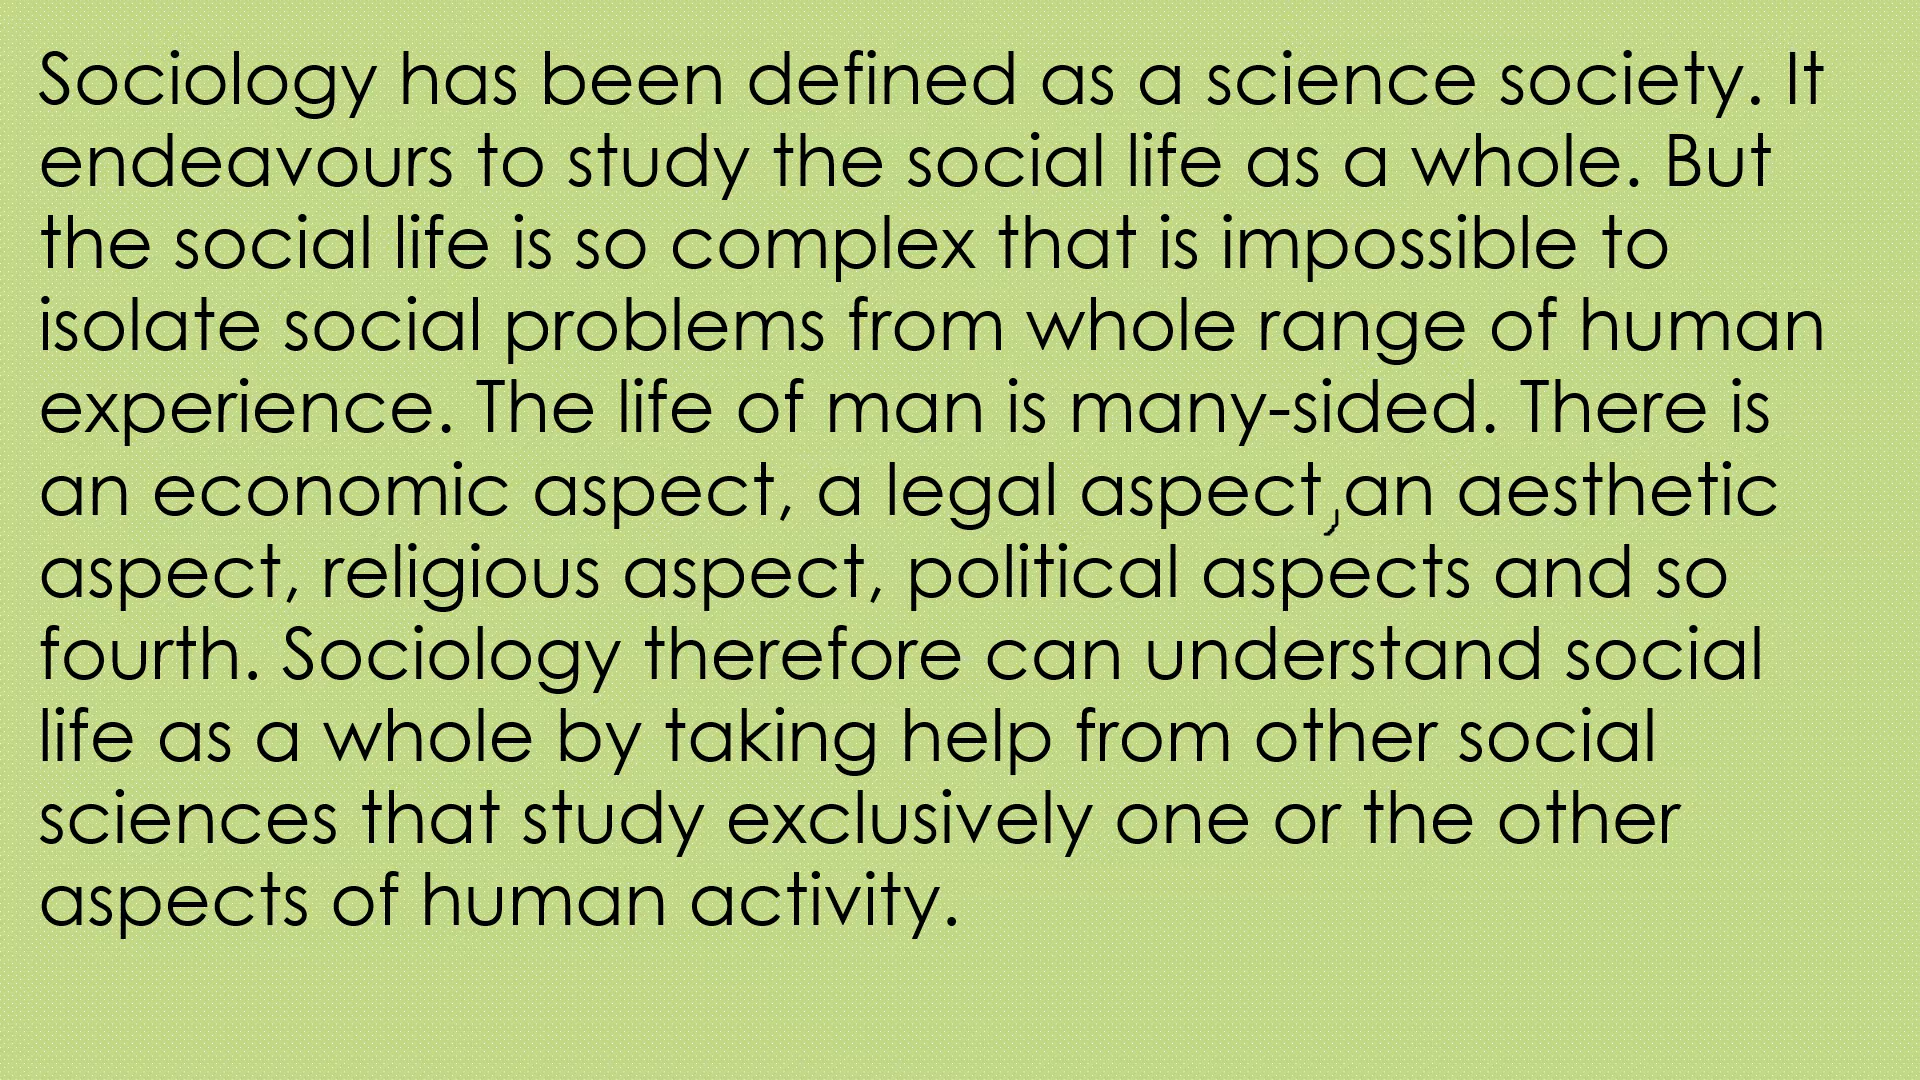 Sociology has been defined as a science society. It
endeavours to study the social life as a whole. But
the social life is so complex that is impossible to
isolate social problems from whole range of human
experience. The life of man is many-sided. There is
an economic aspect, a legal aspect,an aesthetic
aspect, religious aspect, political aspects and so
fourth. Sociology therefore can understand social
life as a whole by taking help from other social
sciences that study exclusively one or the other
aspects of human activity.